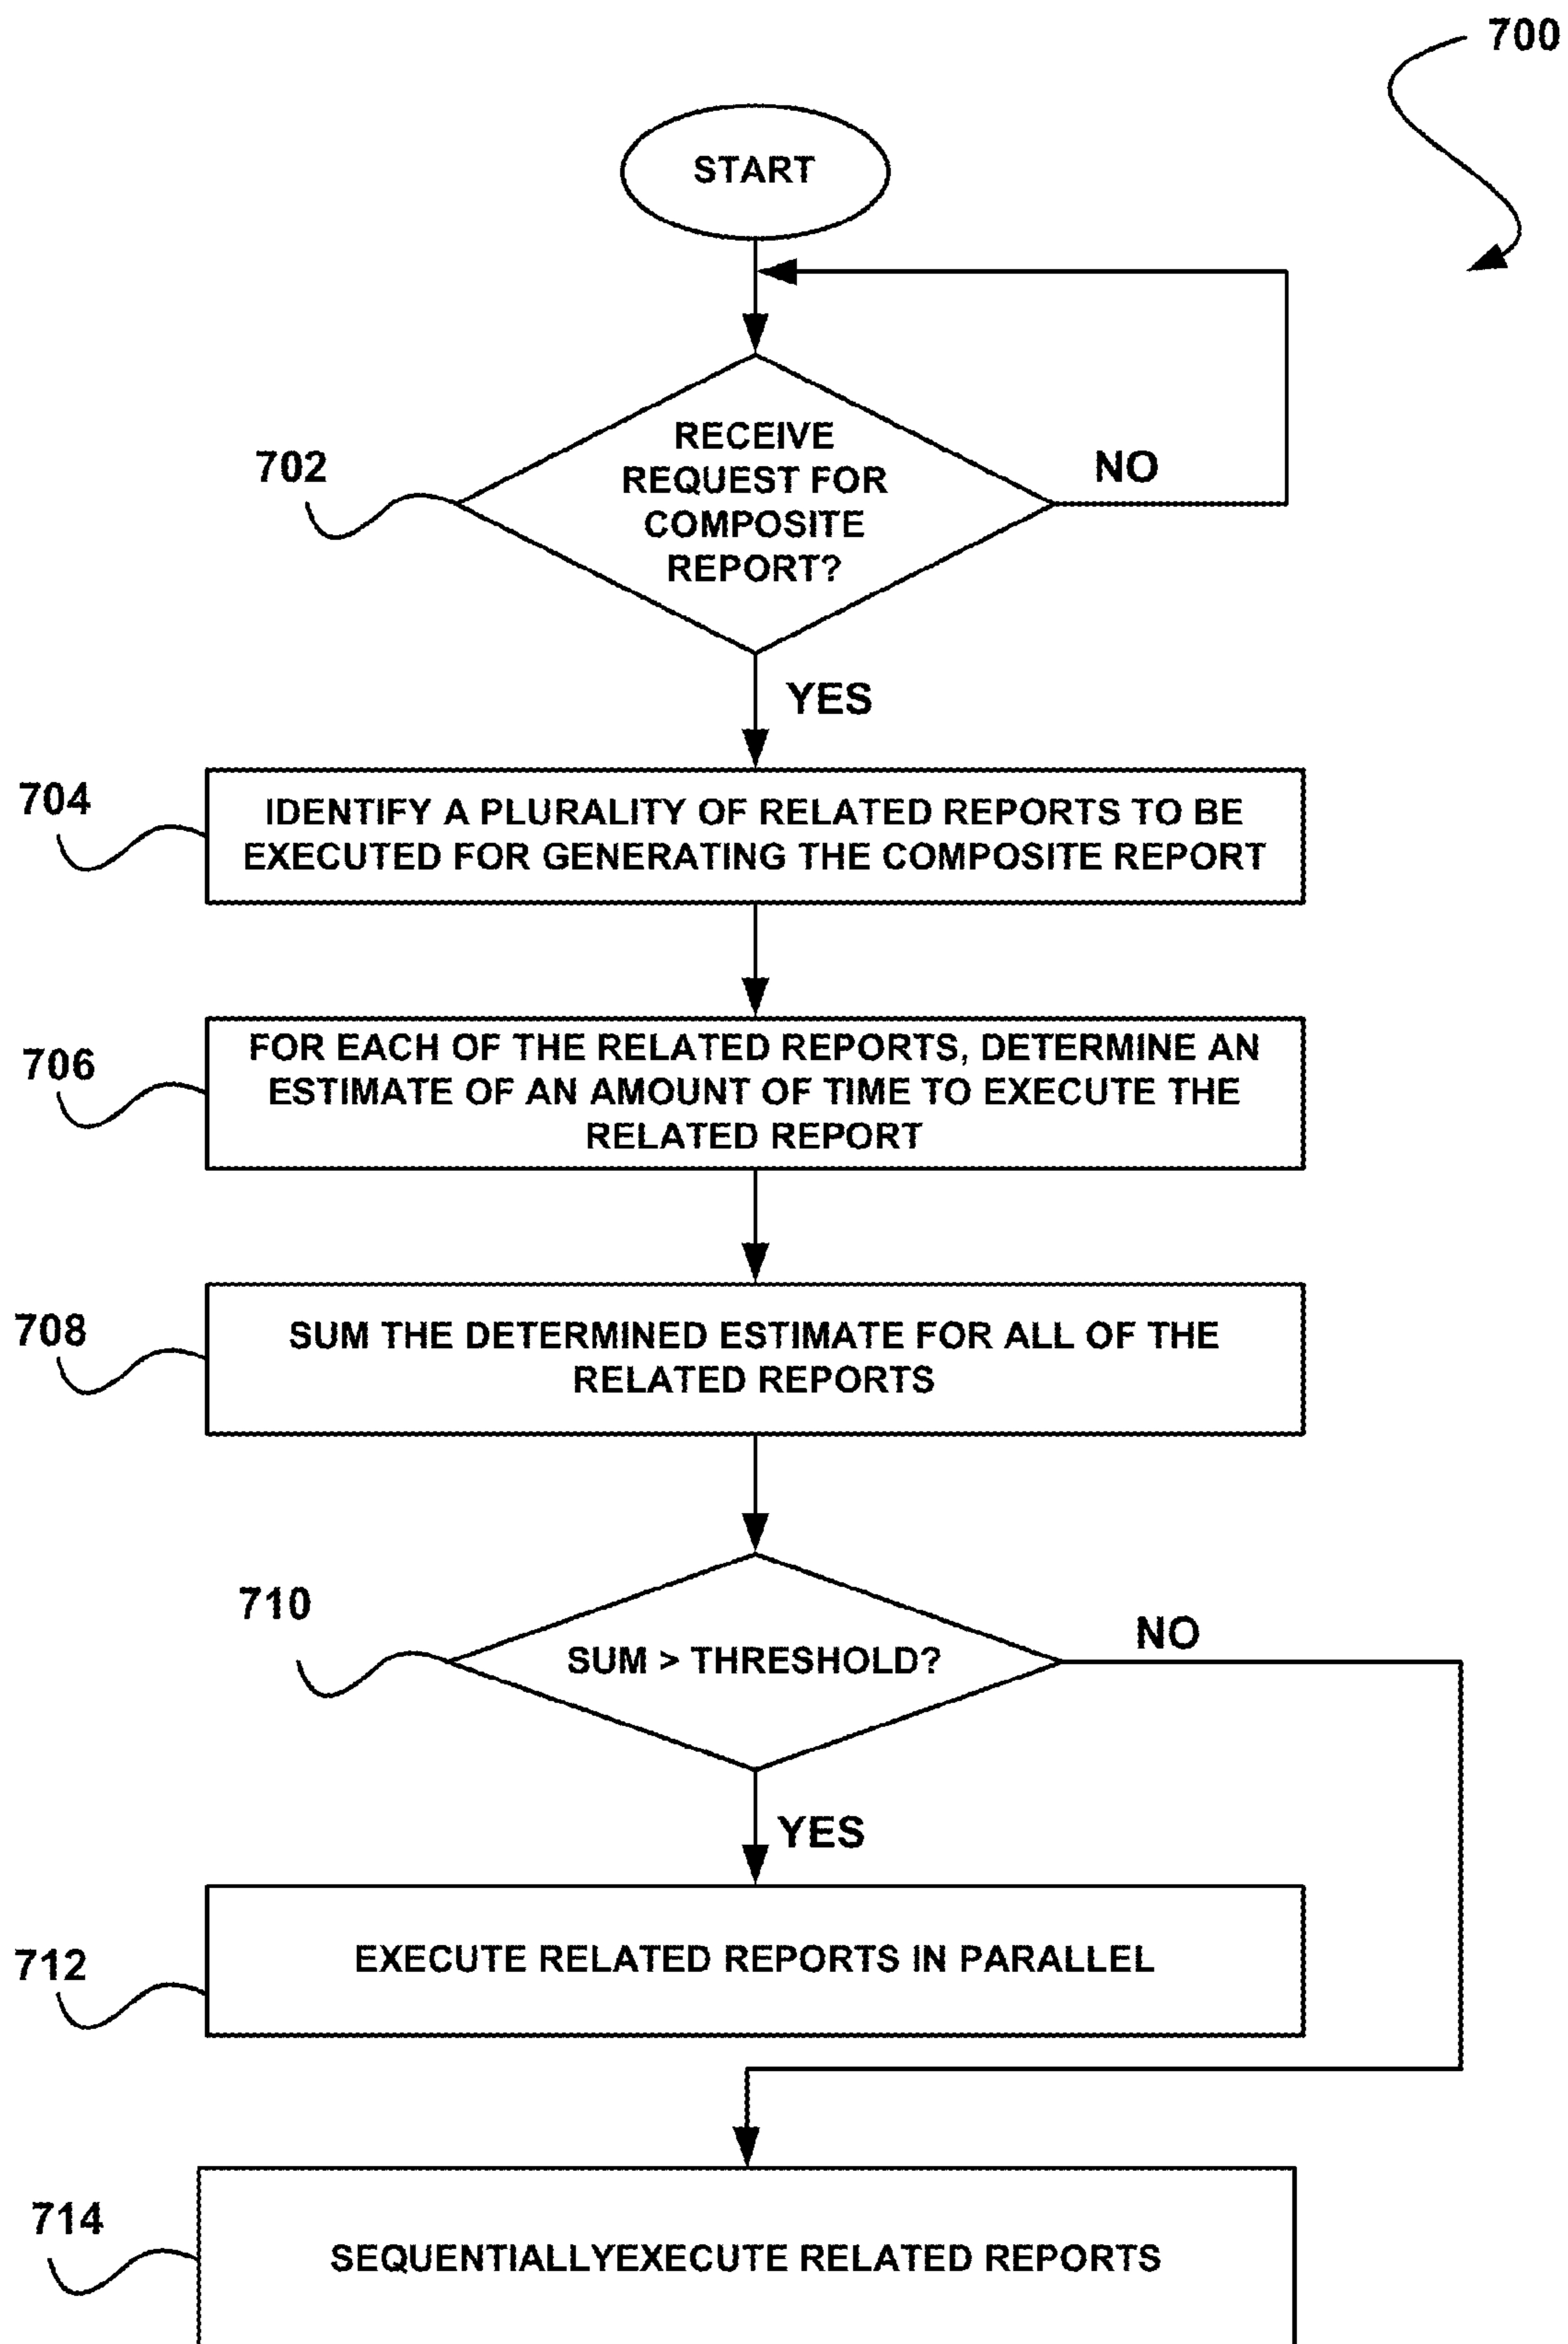 700
START
RECEIVE
REQUEST FOR
COMPOSITE
REPORT?
702
NO
YES
704
IDENTIFY A PLURALITY OF RELATED REPORTS TO BE
EXECUTED FOR GENERATING THE COMPOSITE REPORT
706
FOR EACH OF THE RELATED REPORTS, DETERMINE AN
ESTIMATE OF AN AMOUNT OF TIME TO EXECUTE THE
RELATED REPORT
708
SUM THE DETERMINED ESTIMATE FOR ALL OF THE
RELATED REPORTS
710
SUM > THRESHOLD?
NO
YES
712
EXECUTE RELATED REPORTS IN PARALLEL
714
SEQUENTIALLYEXECUTE RELATED REPORTS